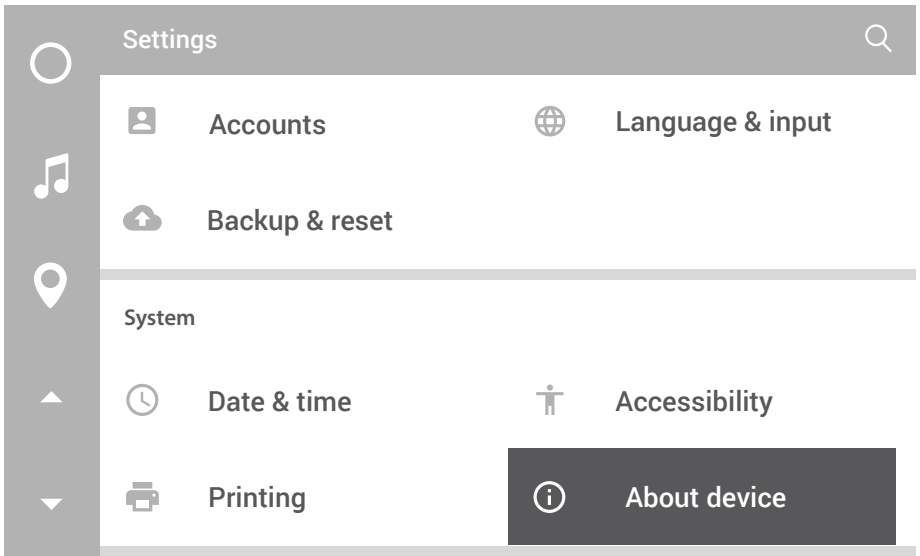 Settings
Accounts
Language & input
Backup & reset
System
Date & time
Accessibility
Printing
About device